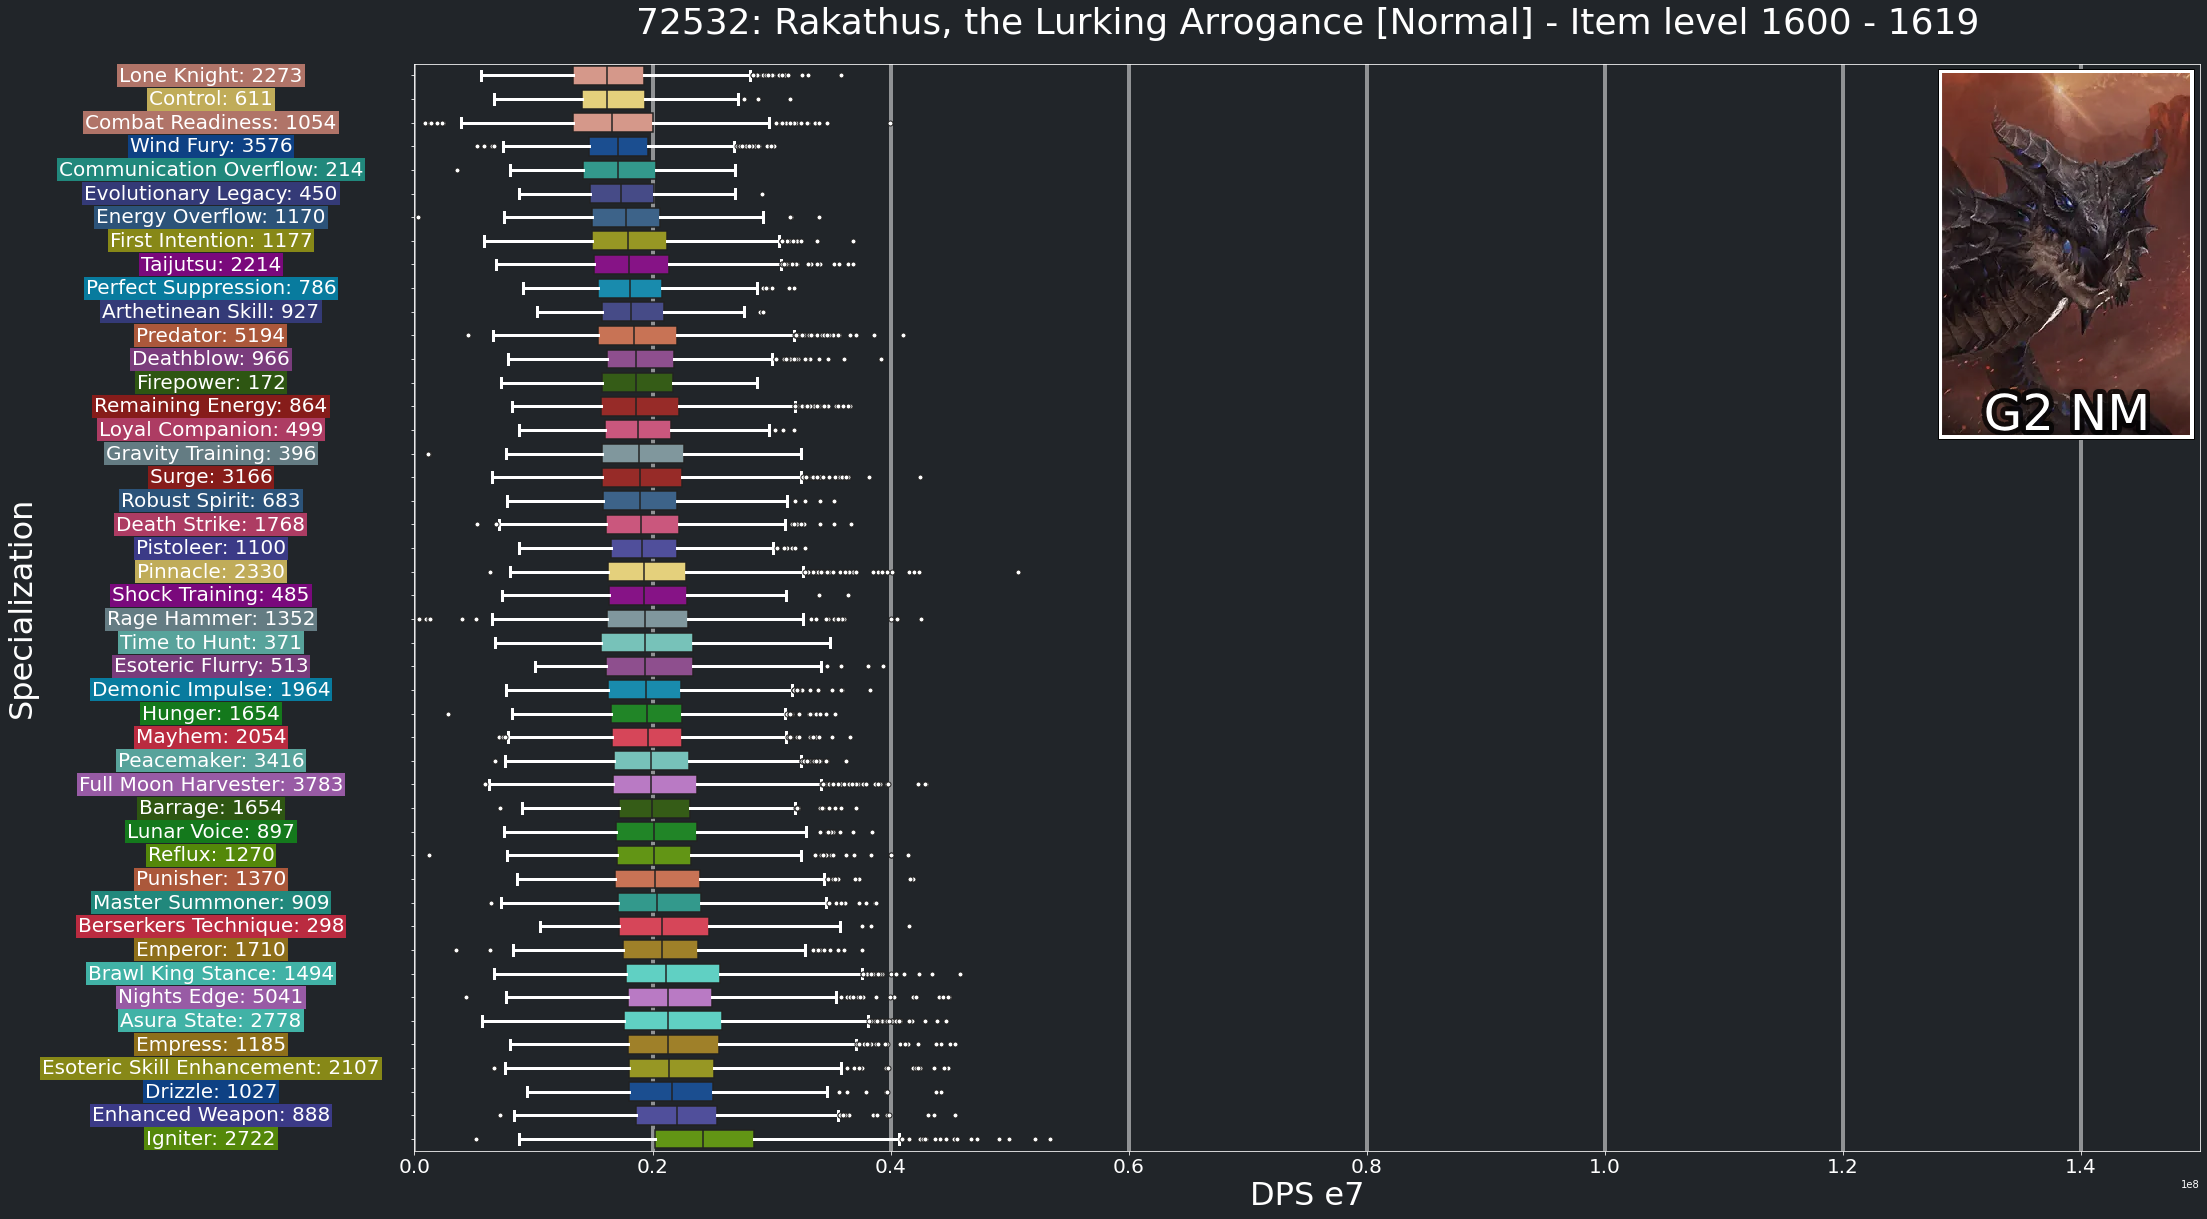 72532: Rakathus, the Lurking Arrogance [Normal] - Item level 1600 - 1619
Lone Knight: 2273
Control: 611
Combat Readiness: 1054
Wind Fury: 3576
Communication Overflow: 214
Evolutionary Legacy: 450
Energy Overflow: 1170
First Intention: 1177
Taijutsu: 2214
Perfect Suppression: 786
Arthetinean Skill: 927
Predator: 5194
Deathblow: 966
Firepower: 172
Remaining Energy: 864
Loyal Companion: 499
Gravity Training: 396
Surge: 3166
Robust Spirit: 683
Death Strike: 1768
Pistoleer: 1100
Pinnacle: 2330
Shock Training: 485
Rage Hammer: 1352
Time to Hunt: 371
Esoteric Flurry: 513
Demonic Impulse: 1964
Hunger: 1654
Mayhem: 2054
Peacemaker: 3416
Full Moon Harvester: 3783
Barrage: 1654
Lunar Voice: 897
Reflux: 1270
Punisher: 1370
Master Summoner: 909
Berserkers Technique: 298
Emperor: 1710
Brawl King Stance: 1494
Nights Edge: 5041
Asura State: 2778
Empress: 1185
Esoteric Skill Enhancement: 2107
Drizzle: 1027
Enhanced Weapon: 888
Igniter: 2722
Specialization
G2 NM
0.0 0.2 0.4 0.6 0.8 1.0 1.2 1.4
1e8
DPS e7